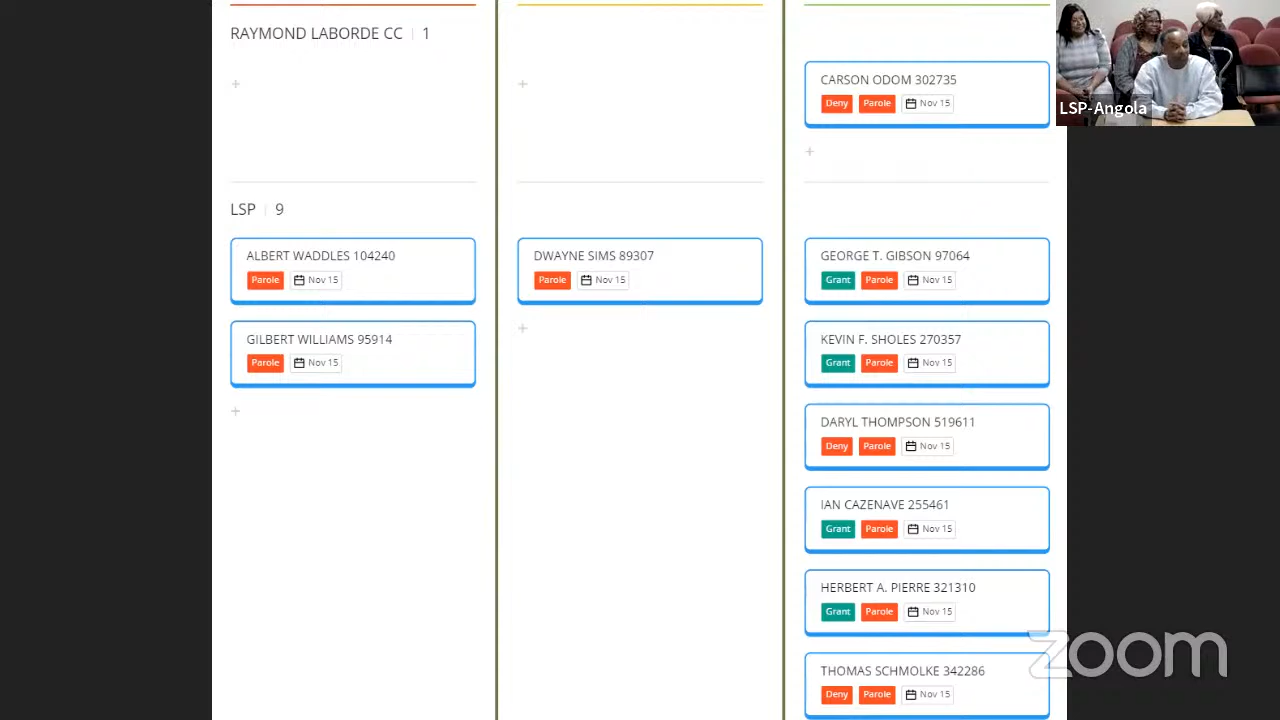 RAYMOND LABORDE CC | 1
+
+
CARSON ODOM 302735
Deny Parole Nov 15
+
LSP | 9
ALBERT WADDLES 104240
Parole Nov 15
GILBERT WILLIAMS 95914
Parole Nov 15
+
DWAYNE SIMS 89307
Parole Nov 15
+
GEORGE T. GIBSON 97064
Grant Parole Nov 15
KEVIN F. SHOLES 270357
Grant Parole Nov 15
DARYL THOMPSON 519611
Deny Parole Nov 15
IAN CAZENAVE 255461
Grant Parole Nov 15
HERBERT A. PIERRE 321310
Grant Parole Nov 15
THOMAS SCHMOLKE 342286
Deny Parole Nov 15
LSP-Angola
zoom